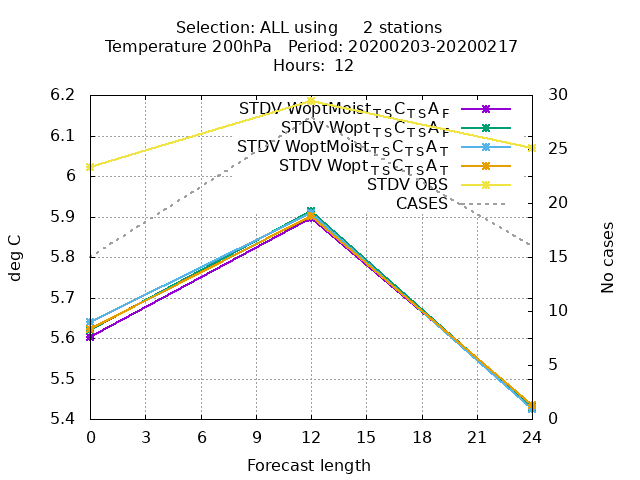 Selection: ALL using 2 stations
Temperature 200hPa Period: 20200203-20200217
Hours: 12
6.2
6.1
6
5.9
5.8
5.7
5.6
5.5
5.4
deg C
STDV WoptMoist_TS C_TS A_F
STDV Wopt_TS C_TS A_F
STDV WoptMoist_TS C_TS A_T
STDV Wopt_TS C_TS A_T
STDV OBS
CASES
30
25
20
15
10
5
0
No cases
0 3 6 9 12 15 18 21 24
Forecast length